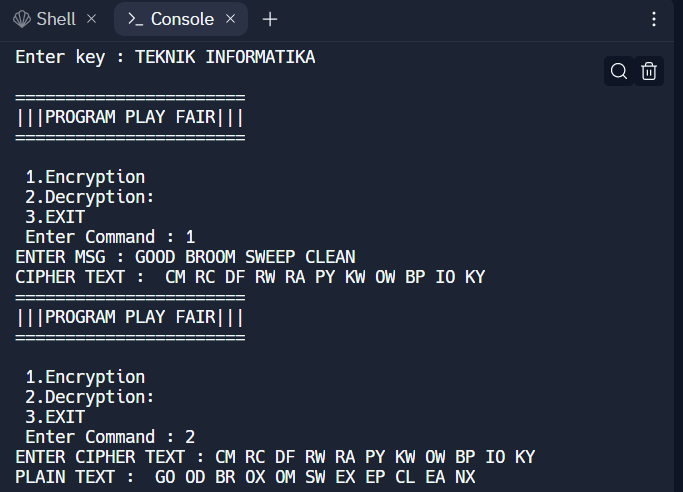 Shell × >_ Console × +
Enter key : TEKNIK INFORMATIKA
=======================
|||PROGRAM PLAY FAIR|||
=======================
1.Encryption
2.Decryption:
3.EXIT
Enter Command : 1
ENTER MSG : GOOD BROOM SWEEP CLEAN
CIPHER TEXT :  CM RC DF RW RA PY KW OW BP IO KY
=======================
|||PROGRAM PLAY FAIR|||
=======================
1.Encryption
2.Decryption:
3.EXIT
Enter Command : 2
ENTER CIPHER TEXT : CM RC DF RW RA PY KW OW BP IO KY
PLAIN TEXT :  GO OD BR OX OM SW EX EP CL EA NX